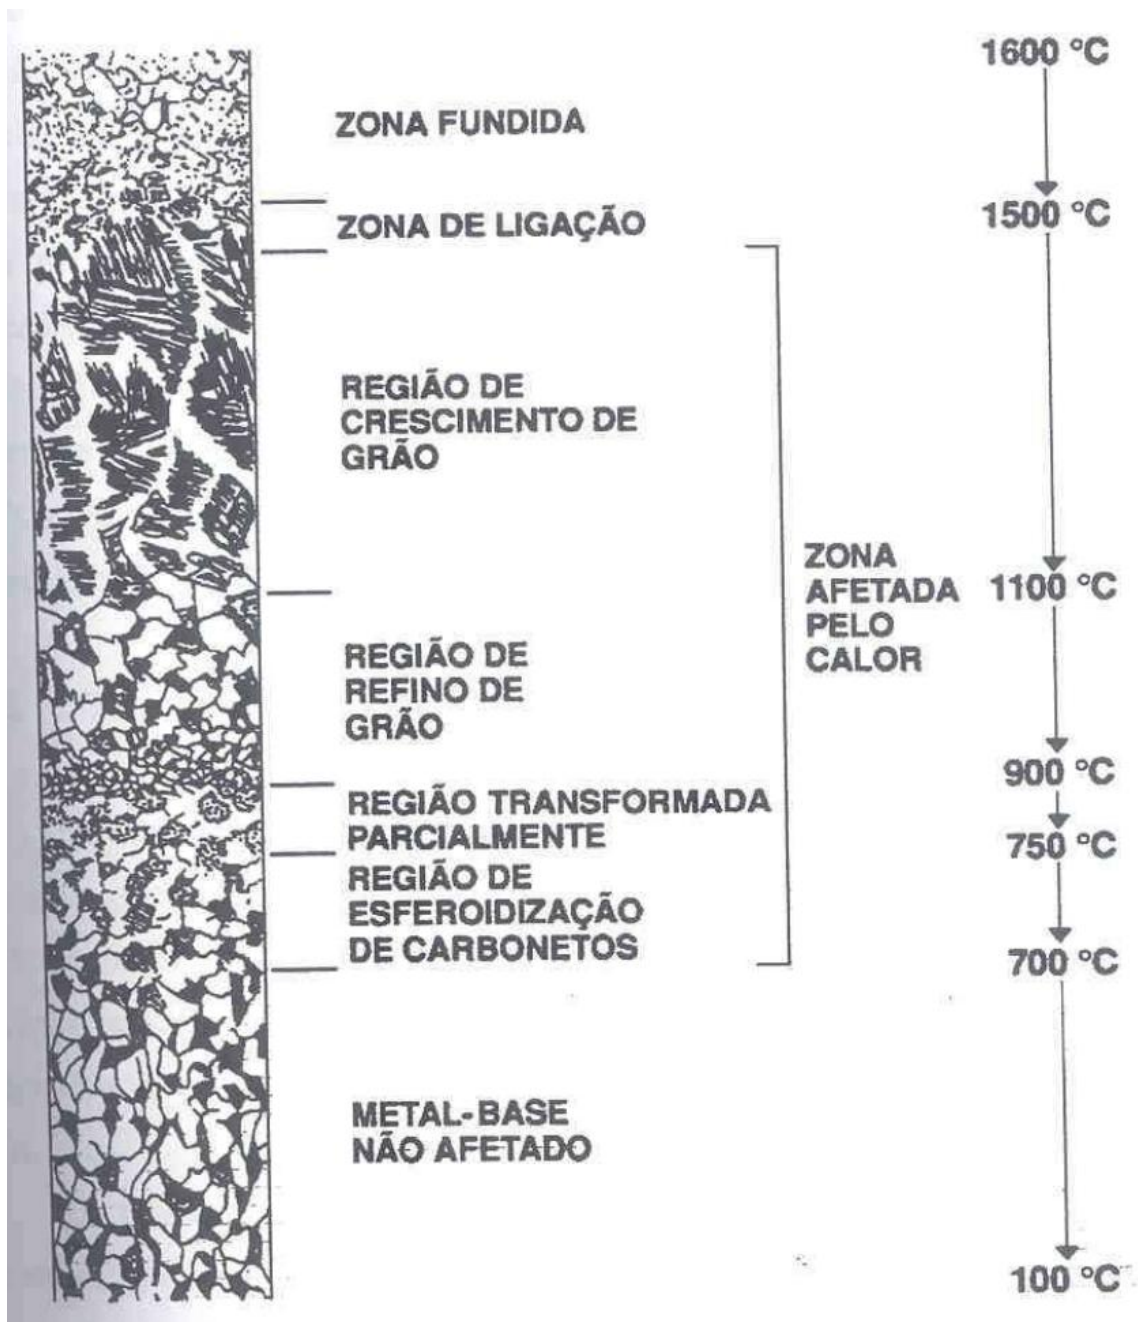 1600 °C
ZONA FUNDIDA
1500 °C
ZONA DE LIGAÇÃO
REGIÃO DE
CRESCIMENTO DE
GRÃO
ZONA
AFETADA
PELO
CALOR
1100 °C
REGIÃO DE
REFINO DE
GRÃO
900 °C
REGIÃO TRANSFORMADA
PARCIALMENTE
750 °C
REGIÃO DE
ESFEROIDIZAÇÃO
DE CARBONETOS
700 °C
METAL-BASE
NÃO AFETADO
100 °C